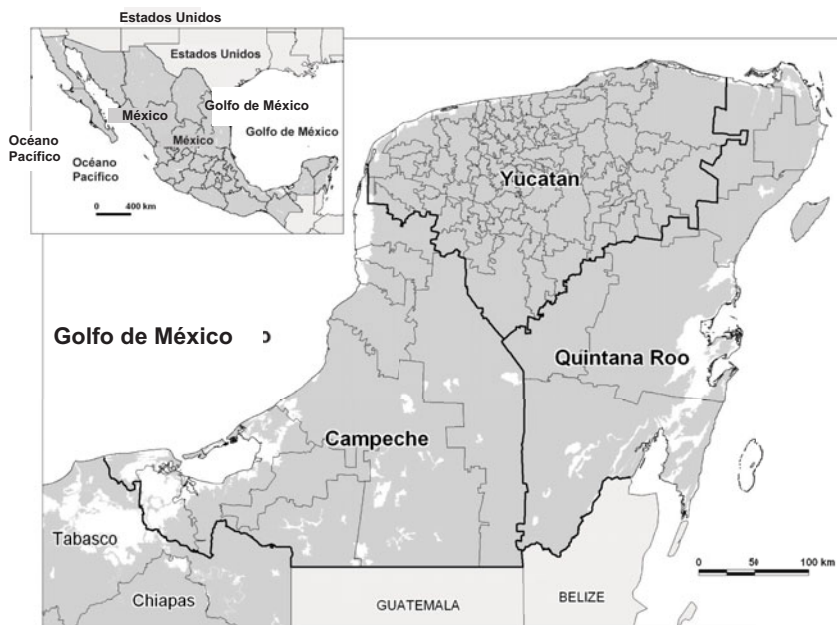 Estados Unidos
Estados Unidos
Golfo de México
México
Océano
Pacífico
Golfo de México
México
Océano
Pacífico
0 400 km
Yucatan
Golfo de México o
Quintana Roo
Campeche
Tabasco
Chiapas
GUATEMALA
BELIZE
0 50 100 km